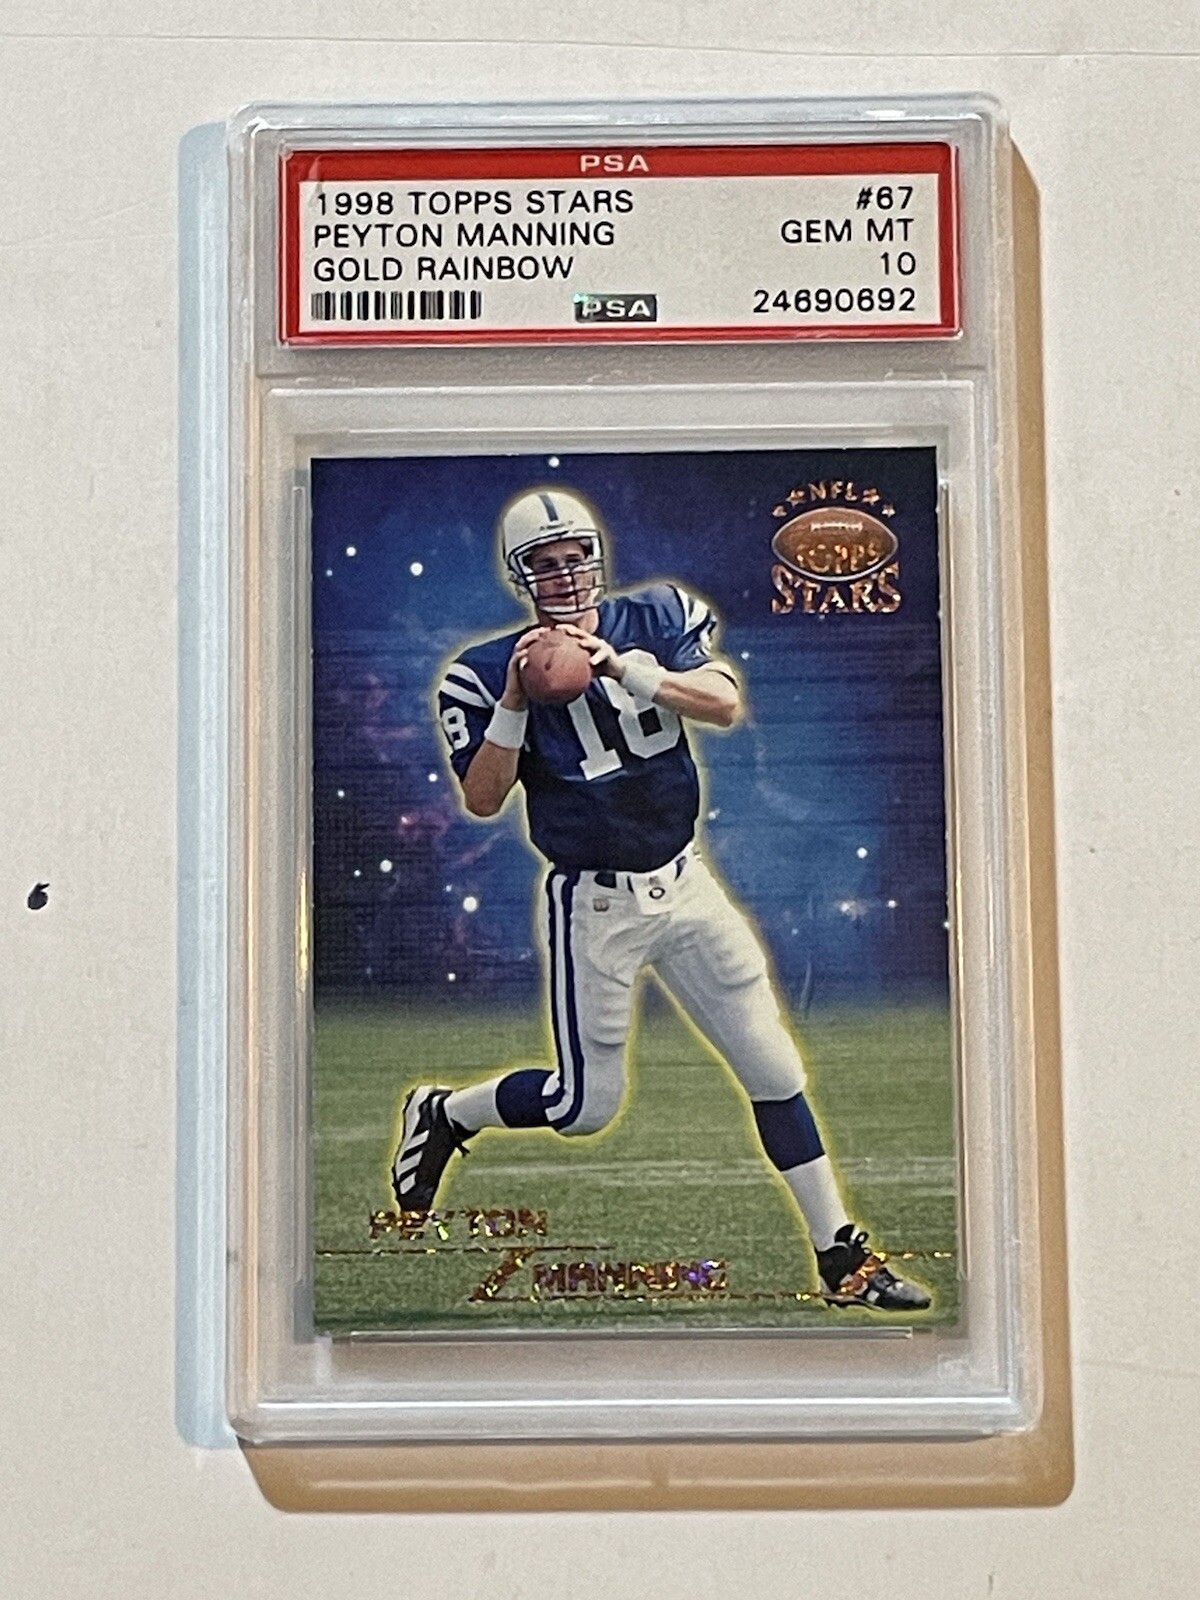 PSA
1998 TOPPS STARS #67
PEYTON MANNING GEM MT
GOLD RAINBOW 10
PSA 24690692
NFL
TOPPS
STARS
8
18
PEYTON
MANNING